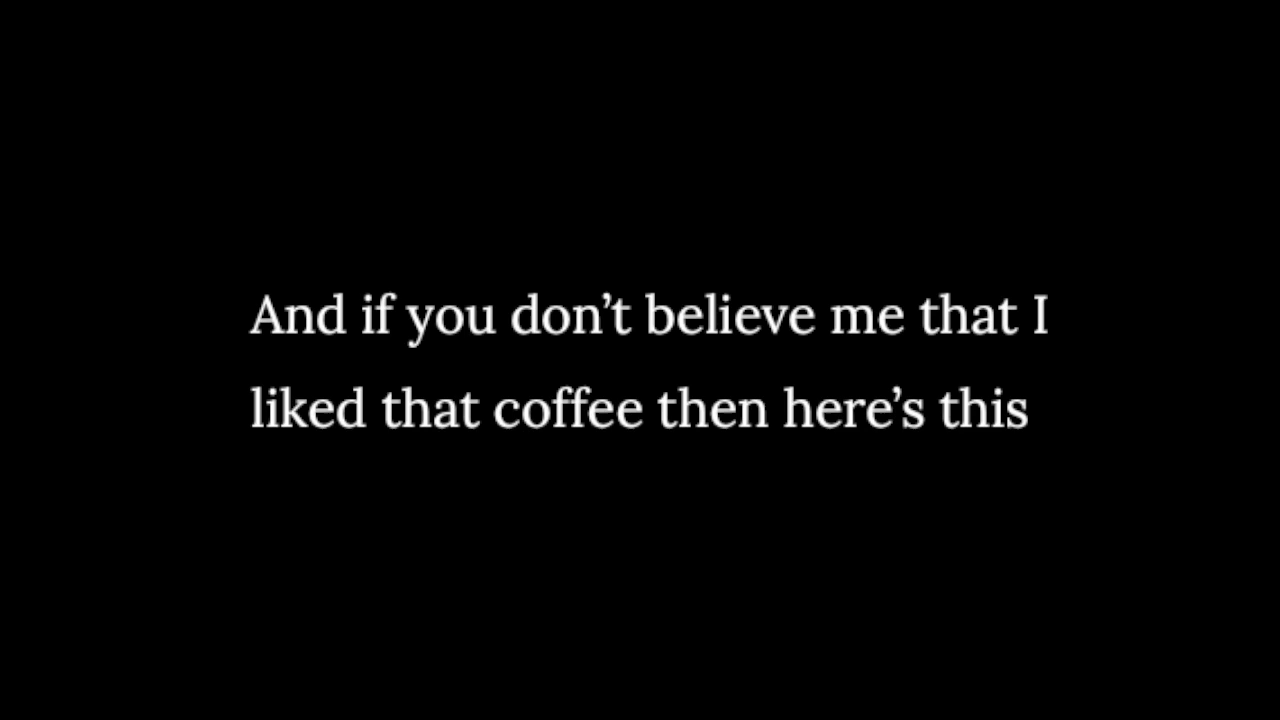 And if you don’t believe me that I
liked that coffee then here’s this